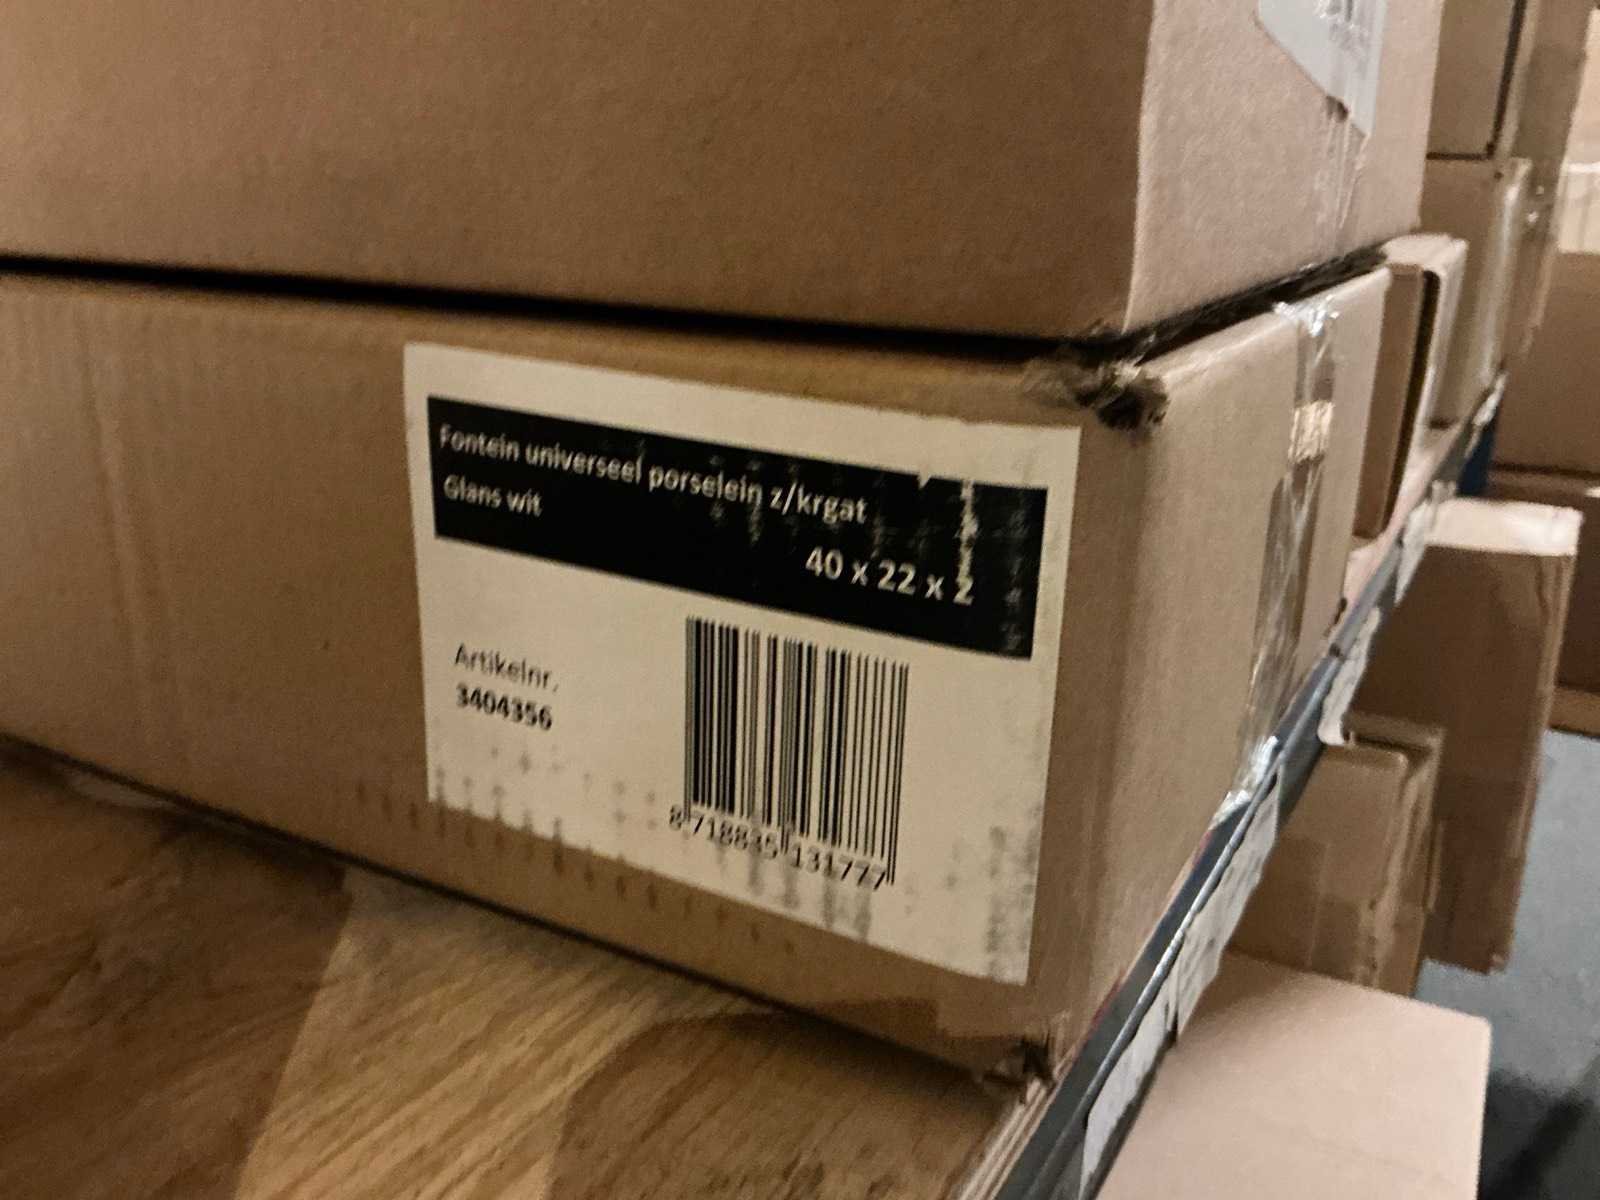 Fontein universeel porselein z/krgat
Glans wit
40 x 22 x 2
Artikelnr.
3404356
8 718835 131777